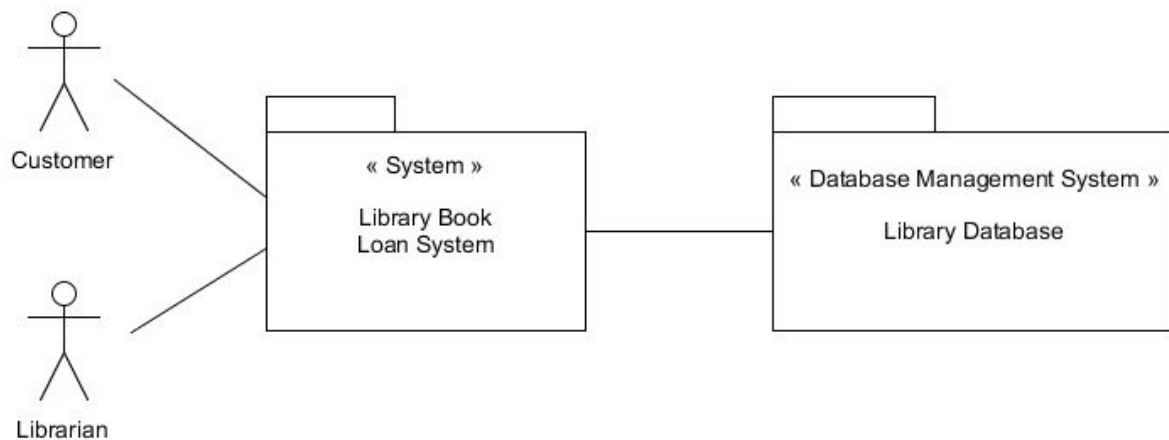 Customer
« System »
Library Book
Loan System
« Database Management System »
Library Database
Librarian